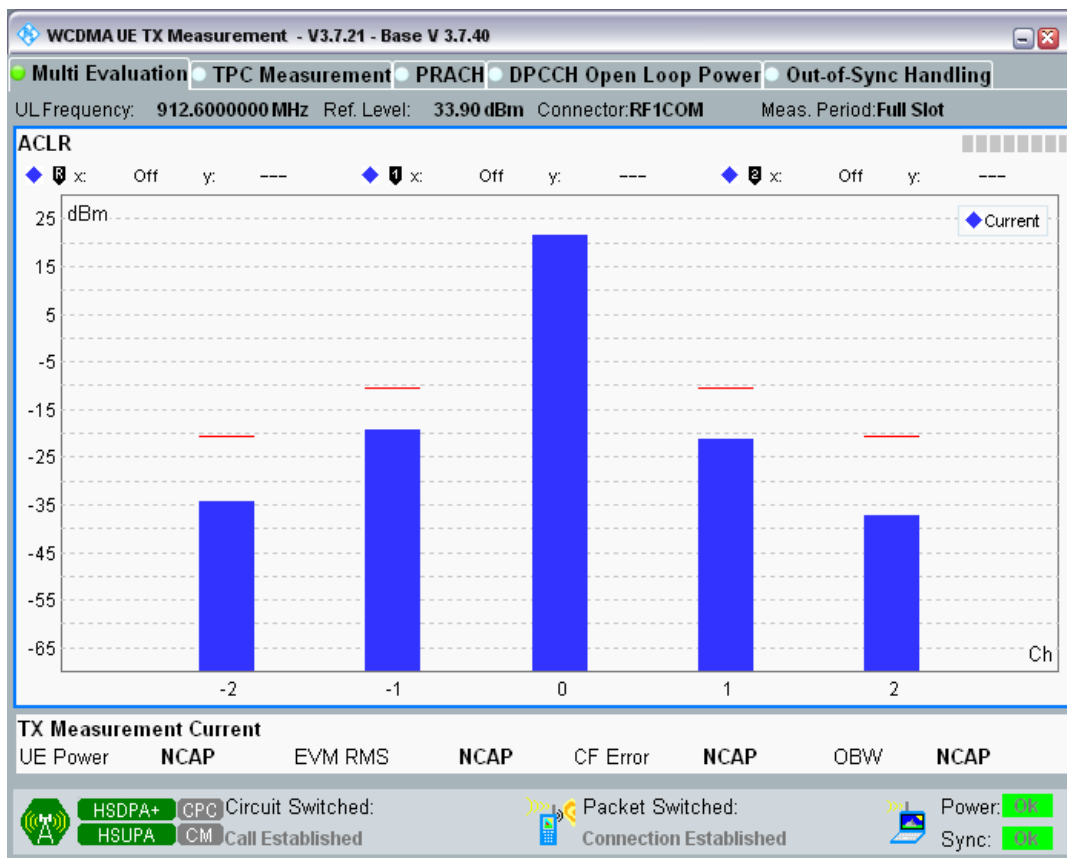 WCDMA UE TX Measurement - V3.7.21 - Base V 3.7.40
Multi Evaluation TPC Measurement PRACH DPCCH Open Loop Power Out-of-Sync Handling
UL Frequency: 912.6000000 MHz Ref. Level: 33.90 dBm Connector:RF1COM Meas. Period:Full Slot
ACLR
R x: Off y: --- 1 x: Off y: --- 2 x: Off y: ---
dBm
Current
25
15
5
-5
-15
-25
-35
-45
-55
-65
Ch
-2 -1 0 1 2
TX Measurement Current
UE Power NCAP EVM RMS NCAP CF Error NCAP OBW NCAP
HSDPA+ CPC Circuit Switched: Packet Switched: Power: Ok
HSUPA CM Call Established Connection Established Sync: Ok